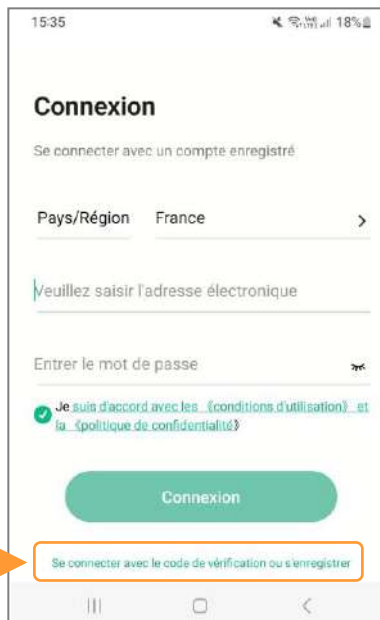 15:35 18%
Connexion
Se connecter avec un compte enregistré
Pays/Région France
Veuillez saisir l'adresse électronique
Entrer le mot de passe
Je suis d'accord avec les 《conditions d'utilisation》 et
la 《politique de confidentialité》
Connexion
Se connecter avec le code de vérification ou s'enregistrer